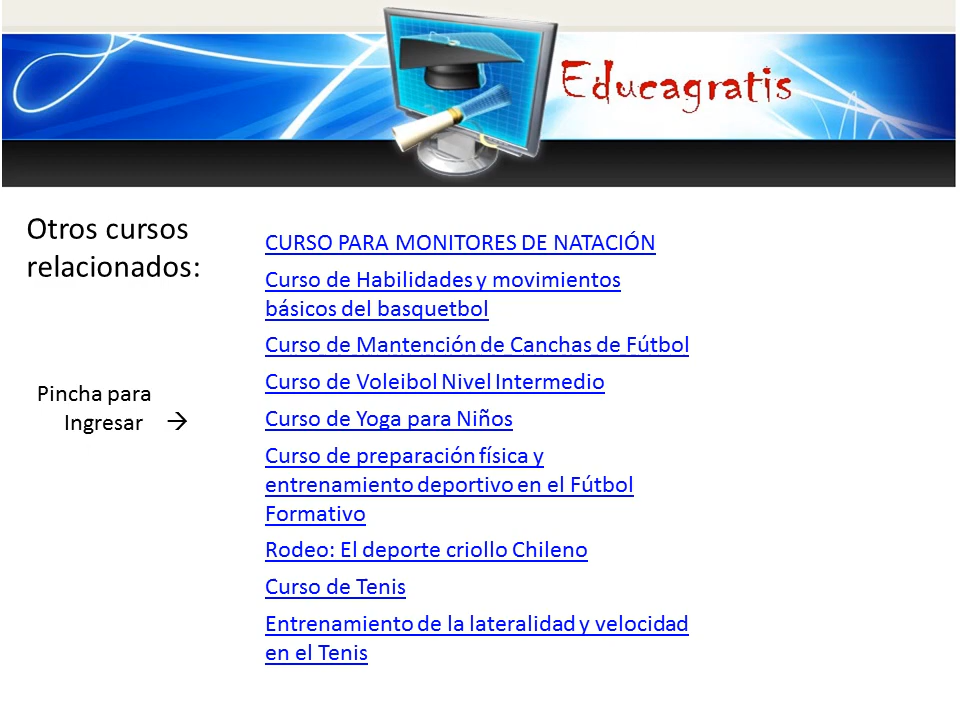 Educagratis
Otros cursos
relacionados:
Pincha para
Ingresar →
CURSO PARA MONITORES DE NATACIÓN
Curso de Habilidades y movimientos
básicos del basquetbol
Curso de Mantención de Canchas de Fútbol
Curso de Voleibol Nivel Intermedio
Curso de Yoga para Niños
Curso de preparación física y
entrenamiento deportivo en el Fútbol
Formativo
Rodeo: El deporte criollo Chileno
Curso de Tenis
Entrenamiento de la lateralidad y velocidad
en el Tenis